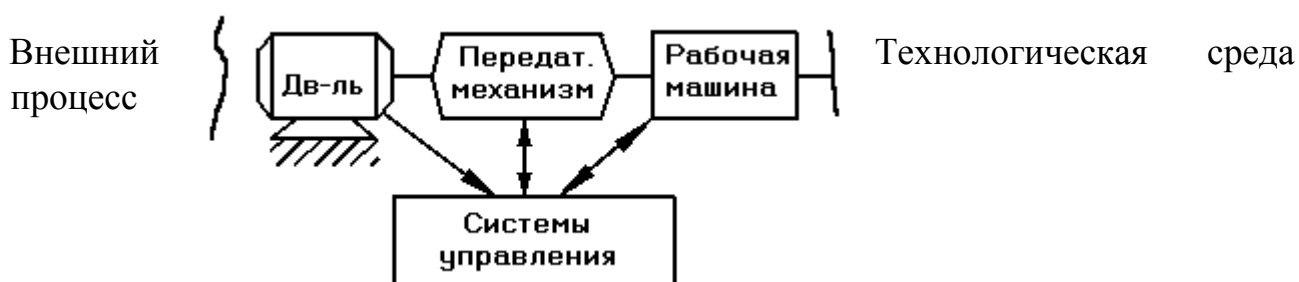 Внешний
процесс
Дв-ль
Передат.
механизм
Рабочая
машина
Технологическая среда
Системы
управления